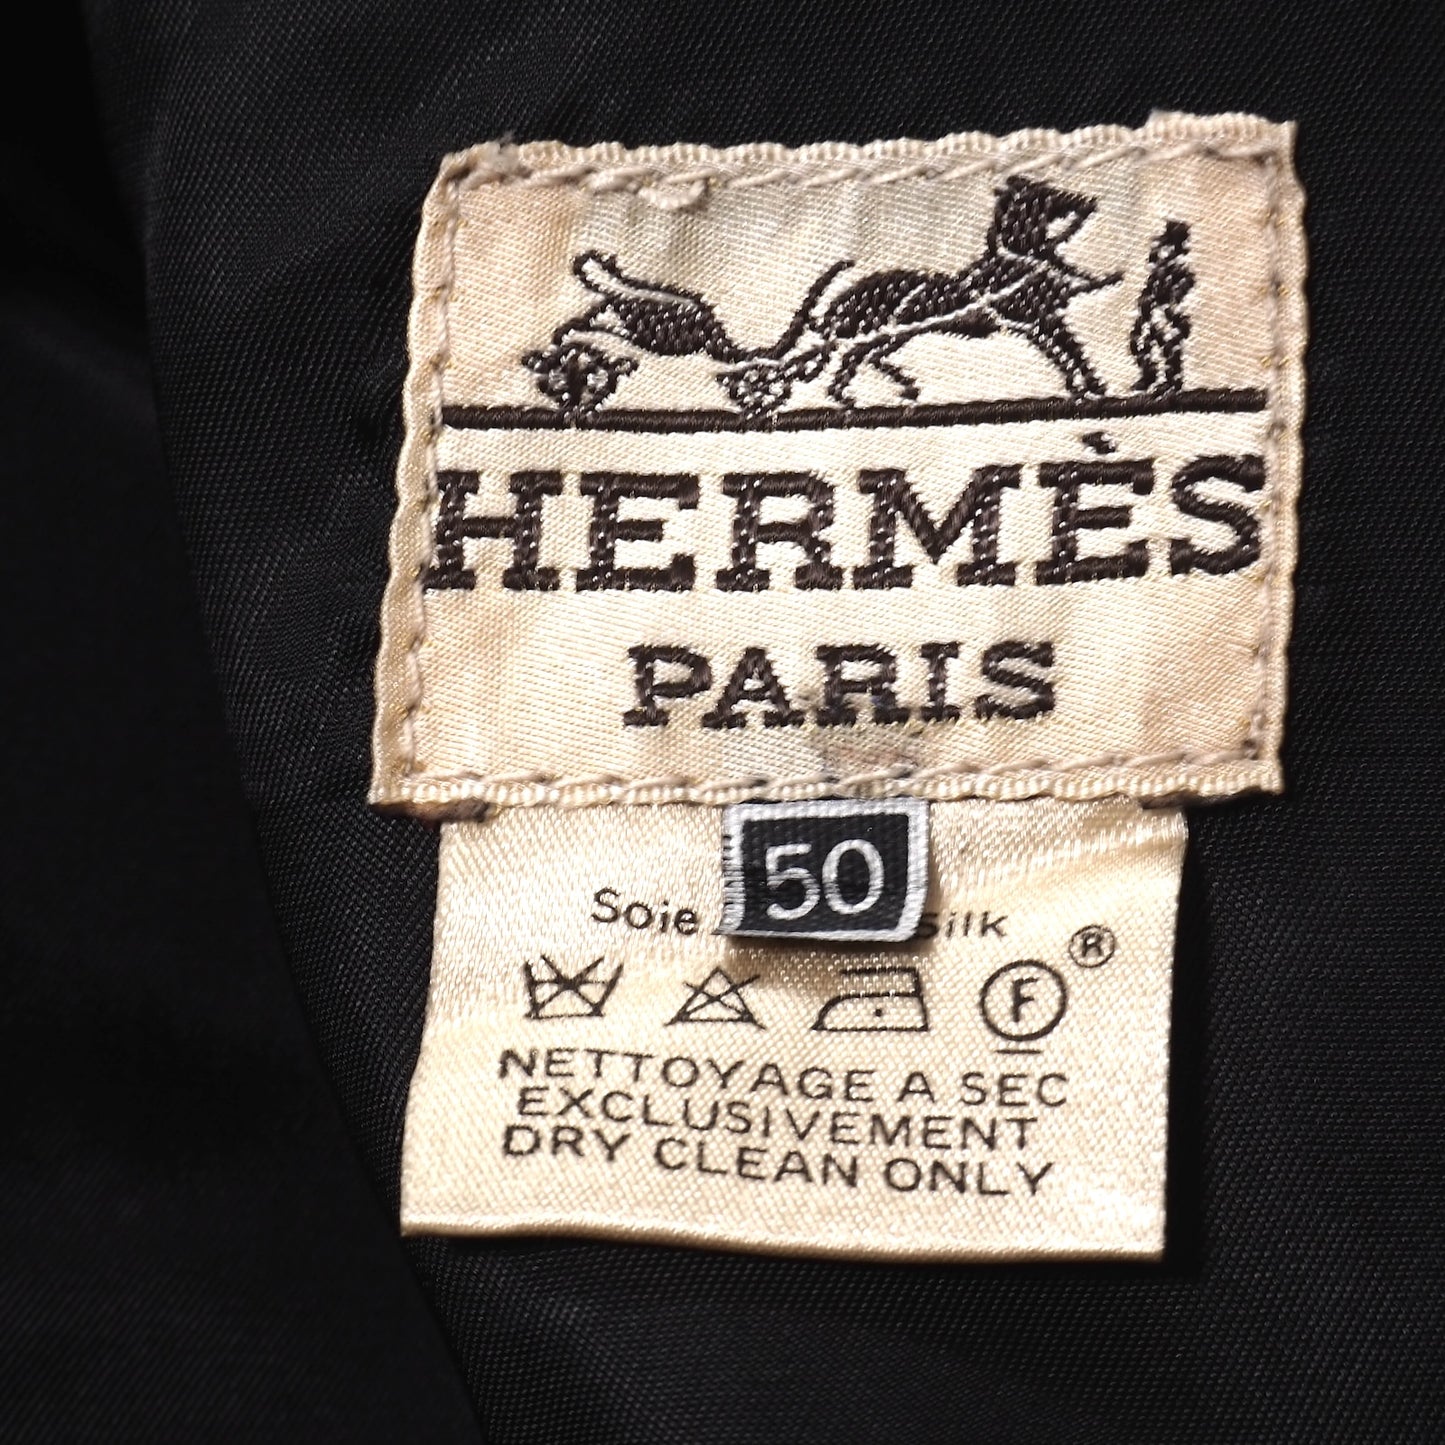 HERMÈS
PARIS
50
Soie Silk
F ®
NETTOYAGE A SEC
EXCLUSIVEMENT
DRY CLEAN ONLY